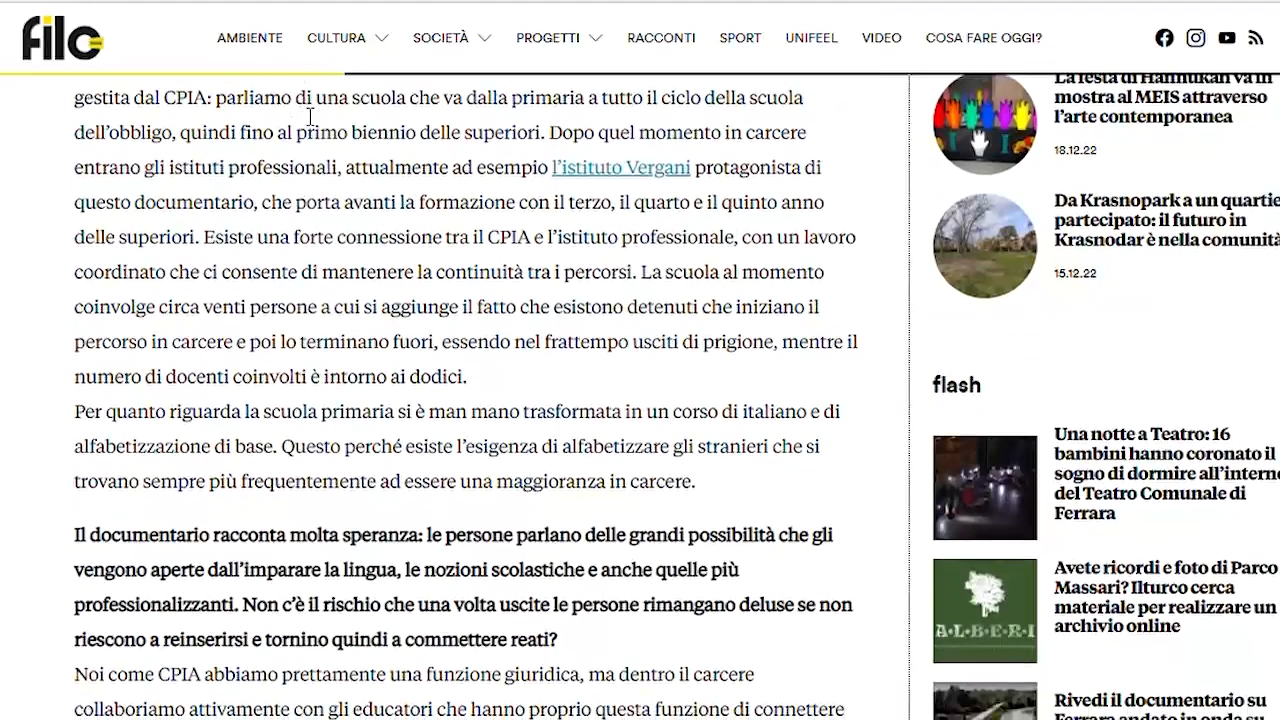 filo
AMBIENTE
CULTURA
SOCIETÀ
PROGETTI
RACCONTI
SPORT
UNIFEEL
VIDEO
COSA FARE OGGI?
gestita dal CPIA: parliamo di una scuola che va dalla primaria a tutto il ciclo della scuola
dell’obbligo, quindi fino al primo biennio delle superiori. Dopo quel momento in carcere
entrano gli istituti professionali, attualmente ad esempio l’istituto Vergani protagonista di
questo documentario, che porta avanti la formazione con il terzo, il quarto e il quinto anno
delle superiori. Esiste una forte connessione tra il CPIA e l’istituto professionale, con un lavoro
coordinato che ci consente di mantenere la continuità tra i percorsi. La scuola al momento
coinvolge circa venti persone a cui si aggiunge il fatto che esistono detenuti che iniziano il
percorso in carcere e poi lo terminano fuori, essendo nel frattempo usciti di prigione, mentre il
numero di docenti coinvolti è intorno ai dodici.
Per quanto riguarda la scuola primaria si è man mano trasformata in un corso di italiano e di
alfabetizzazione di base. Questo perché esiste l’esigenza di alfabetizzare gli stranieri che si
trovano sempre più frequentemente ad essere una maggioranza in carcere.
Il documentario racconta molta speranza: le persone parlano delle grandi possibilità che gli
vengono aperte dall’imparare la lingua, le nozioni scolastiche e anche quelle più
professionalizzanti. Non c’è il rischio che una volta uscite le persone rimangano deluse se non
riescono a reinserirsi e tornino quindi a commettere reati?
Noi come CPIA abbiamo prettamente una funzione giuridica, ma dentro il carcere
collaboriamo attivamente con gli educatori che hanno proprio questa funzione di connettere
La festa di Hannukah va in
mostra al MEIS attraverso
l’arte contemporanea
18.12.22
Da Krasnopark a un quartie
partecipato: il futuro in
Krasnodar è nella comunità
15.12.22
flash
Una notte a Teatro: 16
bambini hanno coronato il
sogno di dormire all’interno
del Teatro Comunale di
Ferrara
A·L·B·E·R·I
Avete ricordi e foto di Parco
Massari? Ilturco cerca
materiale per realizzare un
archivio online
Rivedi il documentario su
Ferrara andato in onda su